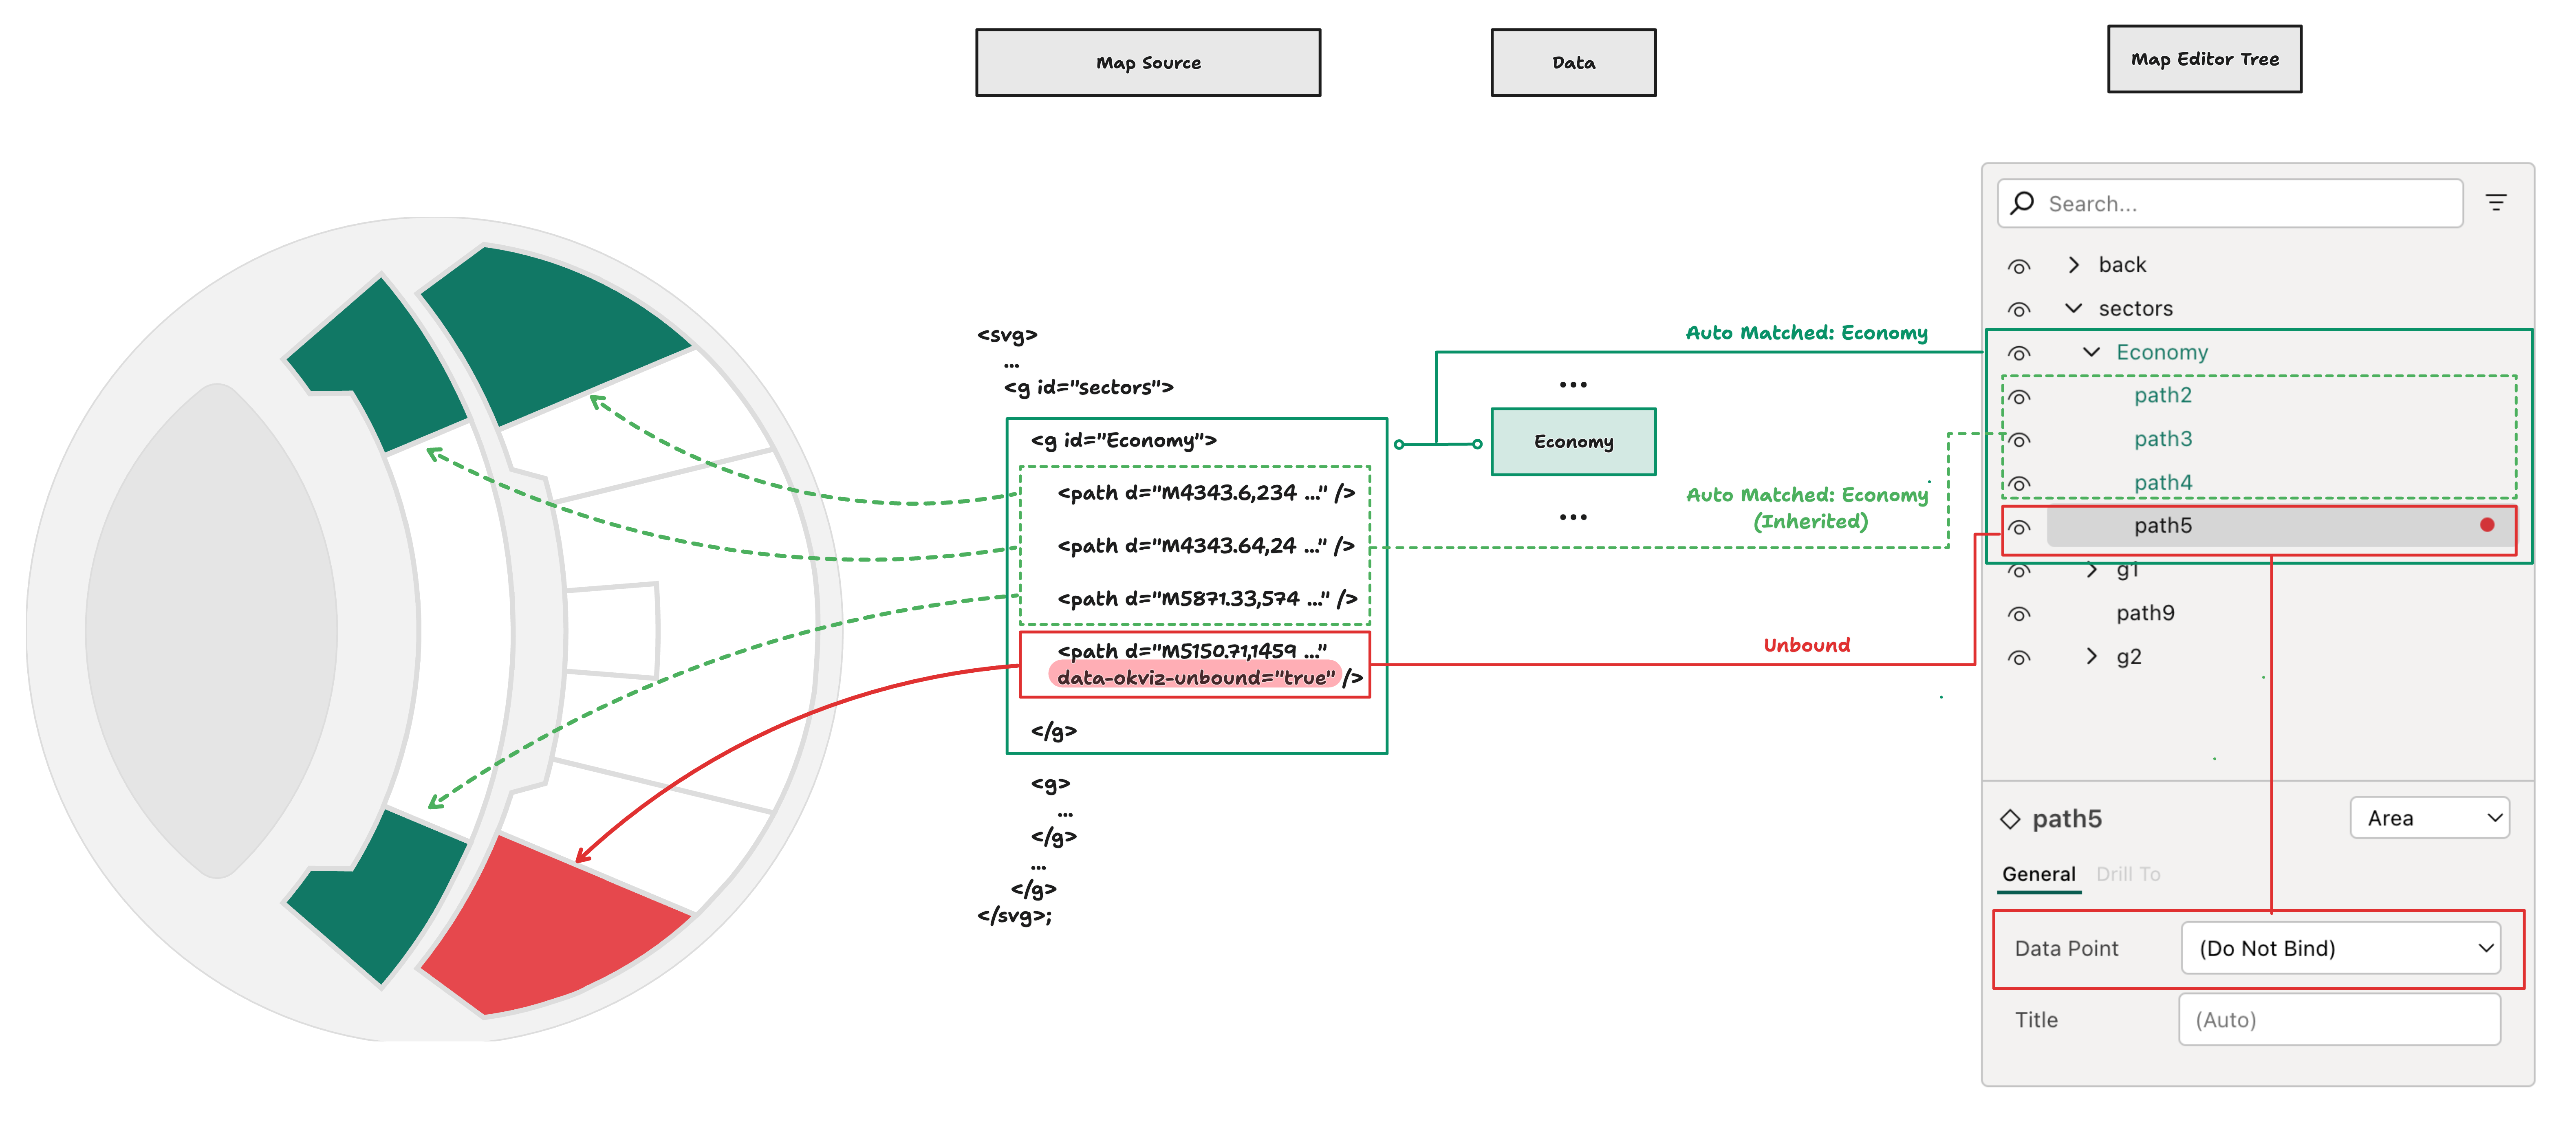 Map Source
Data
Map Editor Tree
<svg>
...
<g id="sectors">
<g id="Economy">
<path d="M4343.6,234 ..." />
<path d="M4343.64,24 ..." />
<path d="M5871.33,574 ..." />
<path d="M5150.71,1459 ..."
data-okviz-unbound="true" />
</g>
<g>
...
</g>
...
</g>
</svg>;
...
Economy
...
Auto Matched: Economy
Auto Matched: Economy
(Inherited)
Unbound
Search...
back
sectors
Economy
path2
path3
path4
path5
g1
path9
g2
path5
Area
General Drill To
Data Point (Do Not Bind)
Title (Auto)